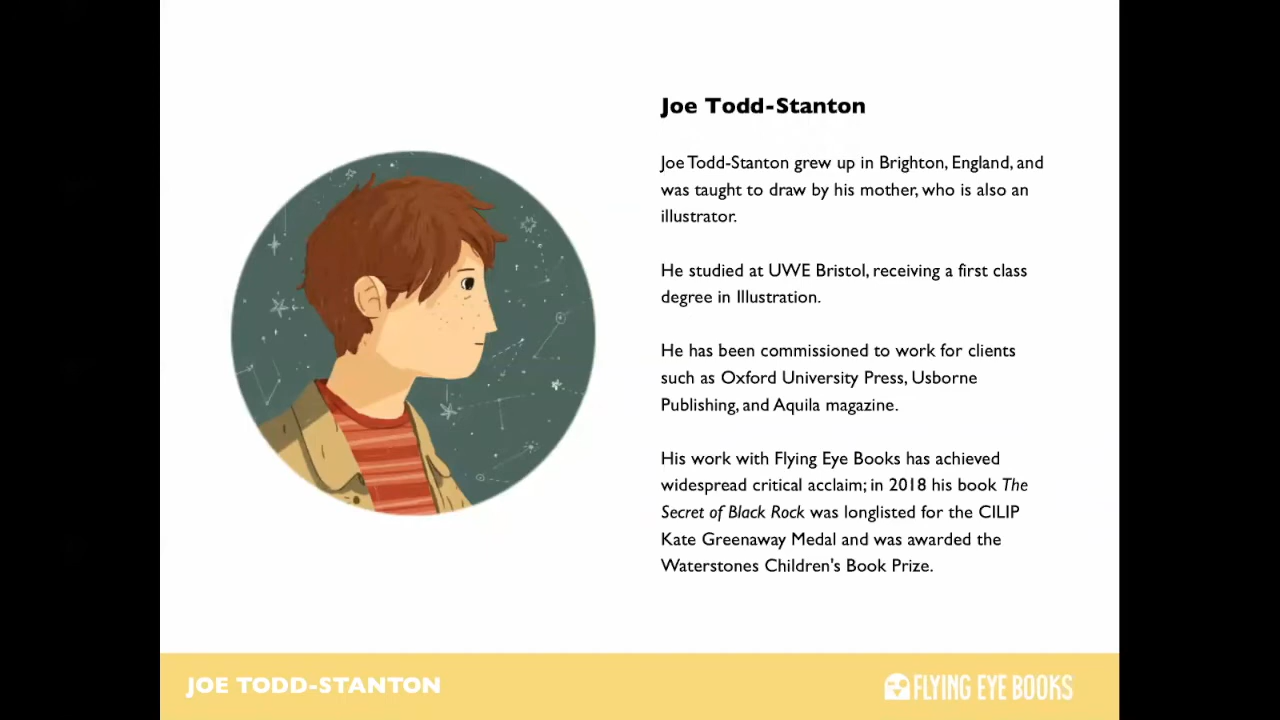 Joe Todd-Stanton
Joe Todd-Stanton grew up in Brighton, England, and
was taught to draw by his mother, who is also an
illustrator.
He studied at UWE Bristol, receiving a first class
degree in Illustration.
He has been commissioned to work for clients
such as Oxford University Press, Usborne
Publishing, and Aquila magazine.
His work with Flying Eye Books has achieved
widespread critical acclaim; in 2018 his book The
Secret of Black Rock was longlisted for the CILIP
Kate Greenaway Medal and was awarded the
Waterstones Children's Book Prize.
JOE TODD-STANTON
FLYING EYE BOOKS